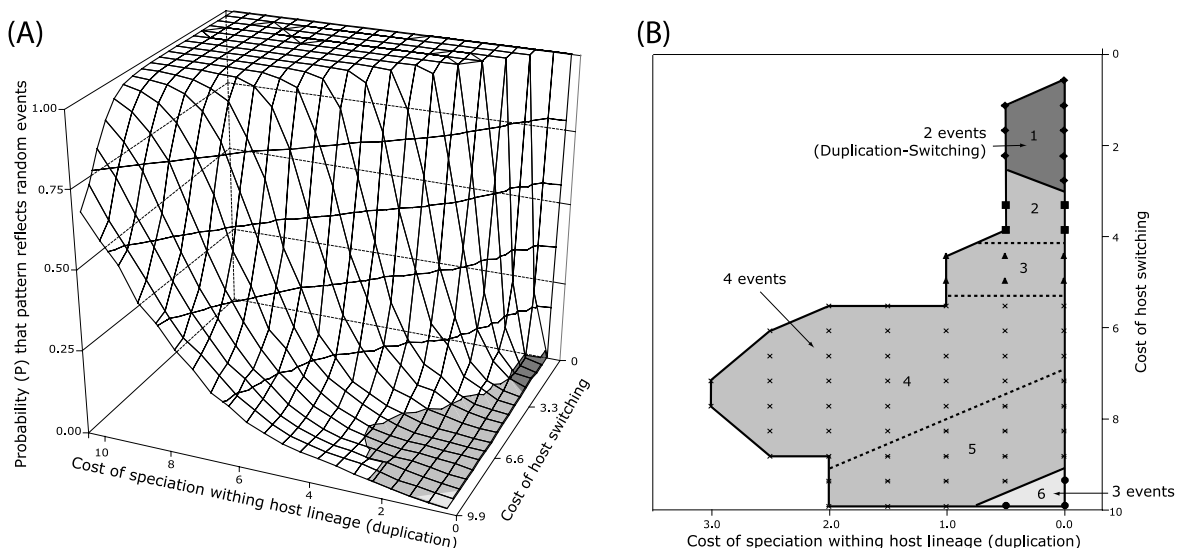 (A)
Probability (P) that pattern reflects random events
1.00
0.75
0.50
0.25
0.00
10
8
6
4
2
0
Cost of speciation withing host lineage (duplication)
0
3.3
6.6
9.9
Cost of host switching
(B)
2 events
(Duplication-Switching)
4 events
3 events
1
2
3
4
5
6
0
2
4
6
8
10
Cost of host switching
3.0
2.0
1.0
0.0
Cost of speciation withing host lineage (duplication)